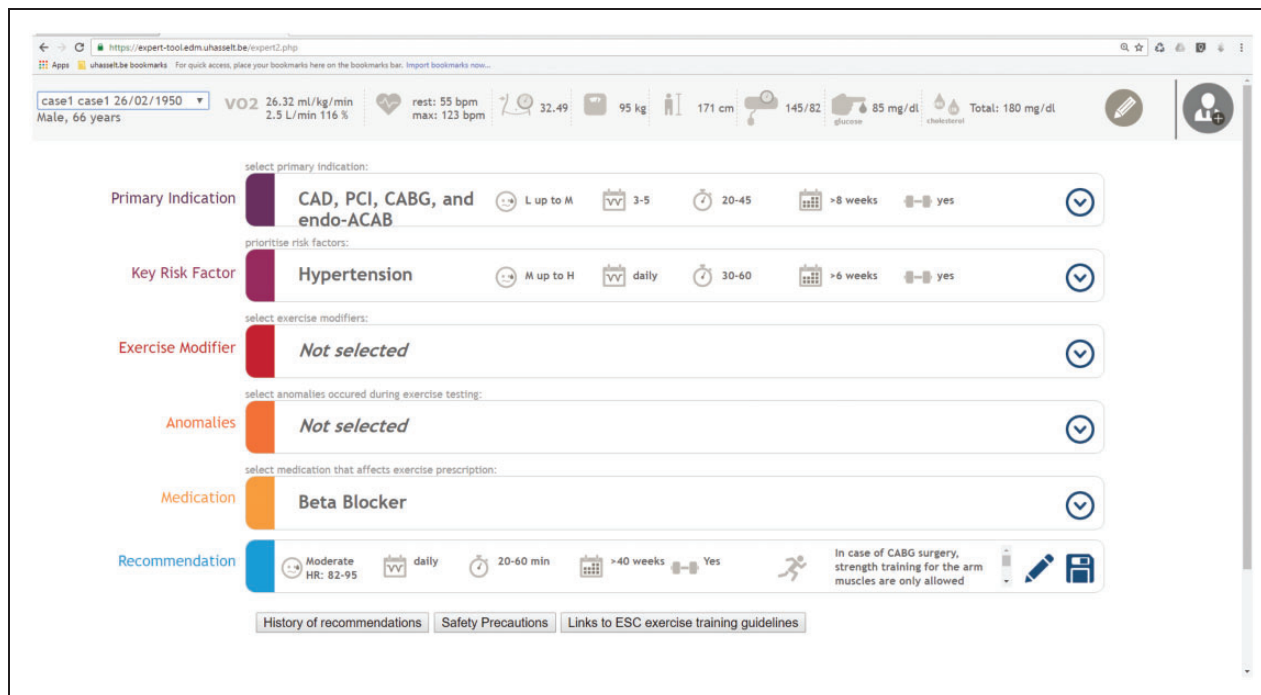 https://expert-tool.edm.uhasselt.be/expert2.php
Apps uhasselt.be bookmarks For quick access, place your bookmarks here on the bookmarks bar. Import bookmarks now...
case1 case1 26/02/1950
Male, 66 years
VO2
26.32 ml/kg/min
2.5 L/min 116 %
rest: 55 bpm
max: 123 bpm
32.49
95 kg
171 cm
145/82
85 mg/dl
glucose
Total: 180 mg/dl
cholesterol
select primary indication:
Primary Indication
CAD, PCI, CABG, and
endo-ACAB
L up to M
3-5
20-45
>8 weeks
yes
prioritise risk factors:
Key Risk Factor
Hypertension
M up to H
daily
30-60
>6 weeks
yes
select exercise modifiers:
Exercise Modifier
Not selected
select anomalies occured during exercise testing:
Anomalies
Not selected
select medication that affects exercise prescription:
Medication
Beta Blocker
Recommendation
Moderate
HR: 82-95
daily
20-60 min
>40 weeks
Yes
In case of CABG surgery,
strength training for the arm
muscles are only allowed
History of recommendations
Safety Precautions
Links to ESC exercise training guidelines